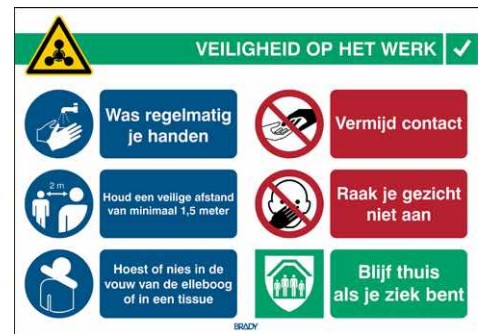 VEILIGHEID OP HET WERK
Was regelmatig
je handen
Vermijd contact
2 m
Houd een veilige afstand
van minimaal 1,5 meter
Raak je gezicht
niet aan
Hoest of nies in de
vouw van de elleboog
of in een tissue
Blijf thuis
als je ziek bent
BRADY